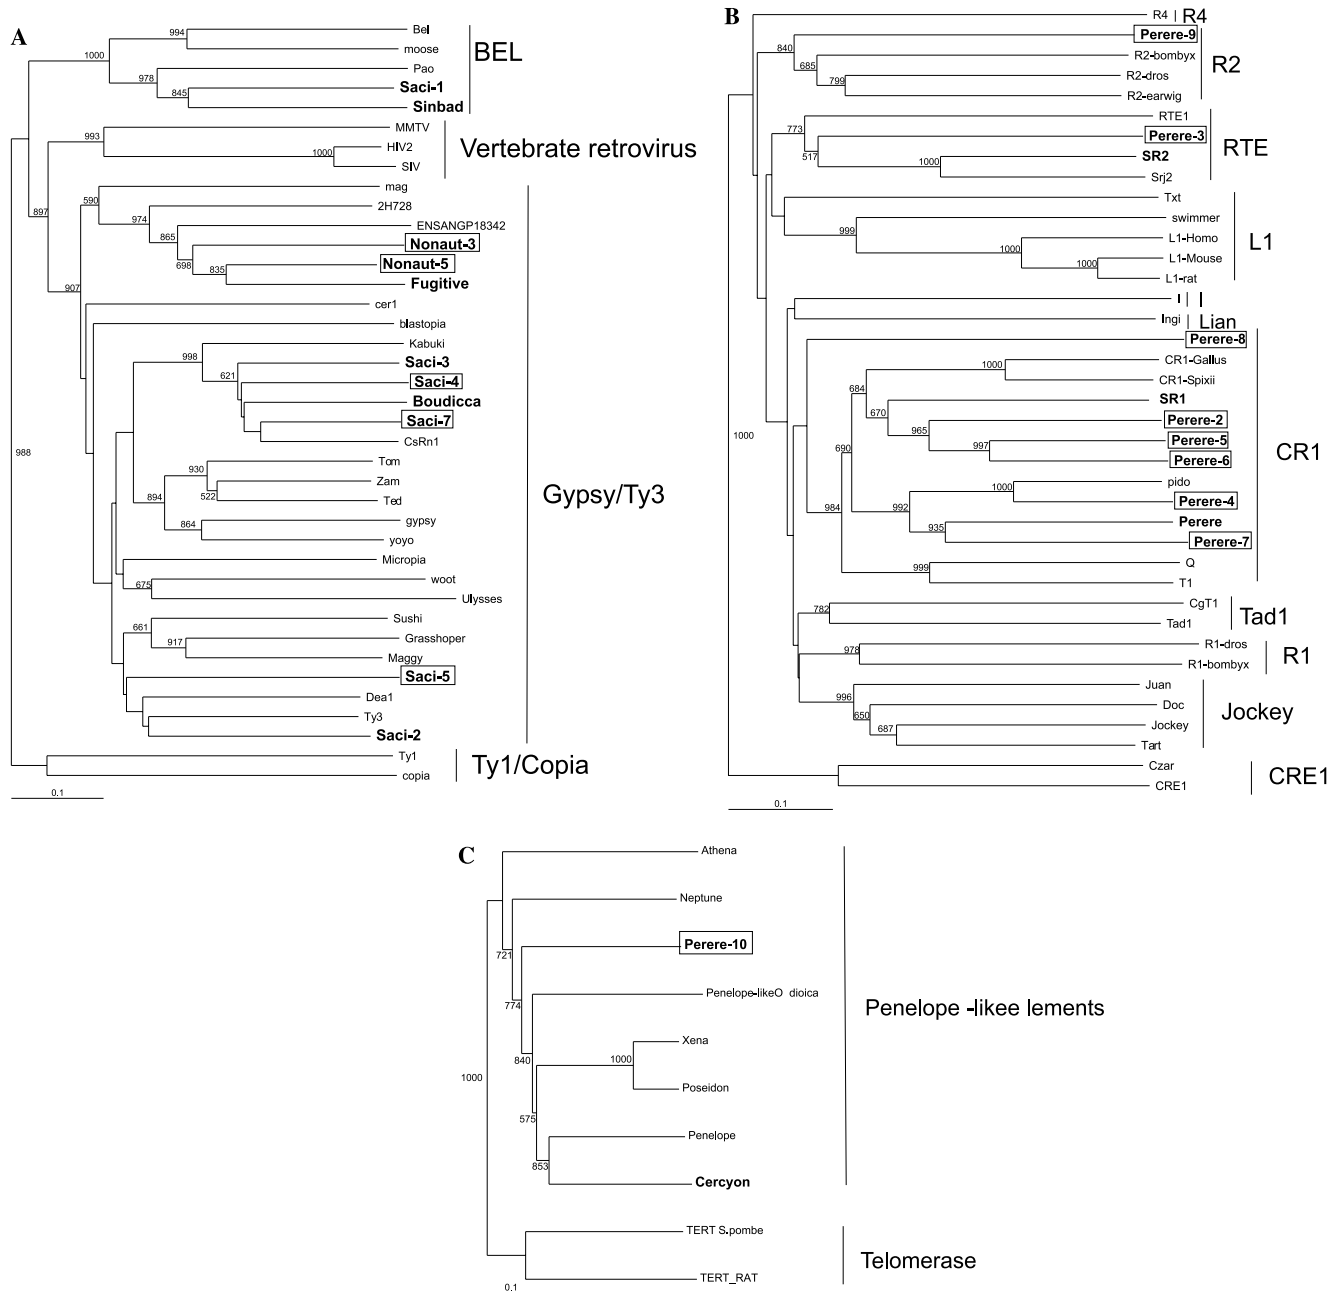 A
Bel
994
moose
1000
BEL
Pao
978
Saci-1
845
Sinbad
MMTV
993
HIV2
1000
SIV
Vertebrate retrovirus
mag
590
897
2H728
974
ENSANGP18342
865
Nonaut-3
698
Nonaut-5
835
Fugitive
907
cer1
blastopia
Kabuki
998
Saci-3
621
Saci-4
Boudicca
Saci-7
CsRn1
988
Tom
930
Zam
522
Ted
894
gypsy
864
yoyo
Gypsy/Ty3
Micropia
woot
675
Ulysses
Sushi
661
Grasshoper
917
Maggy
Saci-5
Dea1
Ty3
Saci-2
Ty1
copia
Ty1/Copia
0.1
B
R4
R4
Perere-9
840
R2-bombyx
685
R2-dros
799
R2-earwig
R2
RTE1
773
Perere-3
517
SR2
1000
Srj2
RTE
Txt
swimmer
999
L1-Homo
1000
L1-Mouse
1000
L1-rat
L1
I
I
Ingi
Lian
Perere-8
CR1-Gallus
1000
CR1-Spixii
684
SR1
670
Perere-2
965
Perere-5
997
Perere-6
690
1000
CR1
pido
1000
Perere-4
992
984
Perere
935
Perere-7
Q
999
T1
CgT1
782
Tad1
Tad1
R1-dros
978
R1-bombyx
R1
Juan
996
Doc
650
Jockey
687
Tart
Jockey
Czar
CRE1
CRE1
0.1
C
Athena
Neptune
Perere-10
721
Penelope-likeO dioica
774
Penelope -likee lements
Xena
1000
840
1000
Poseidon
575
Penelope
853
Cercyon
TERT S.pombe
Telomerase
TERT_RAT
0.1